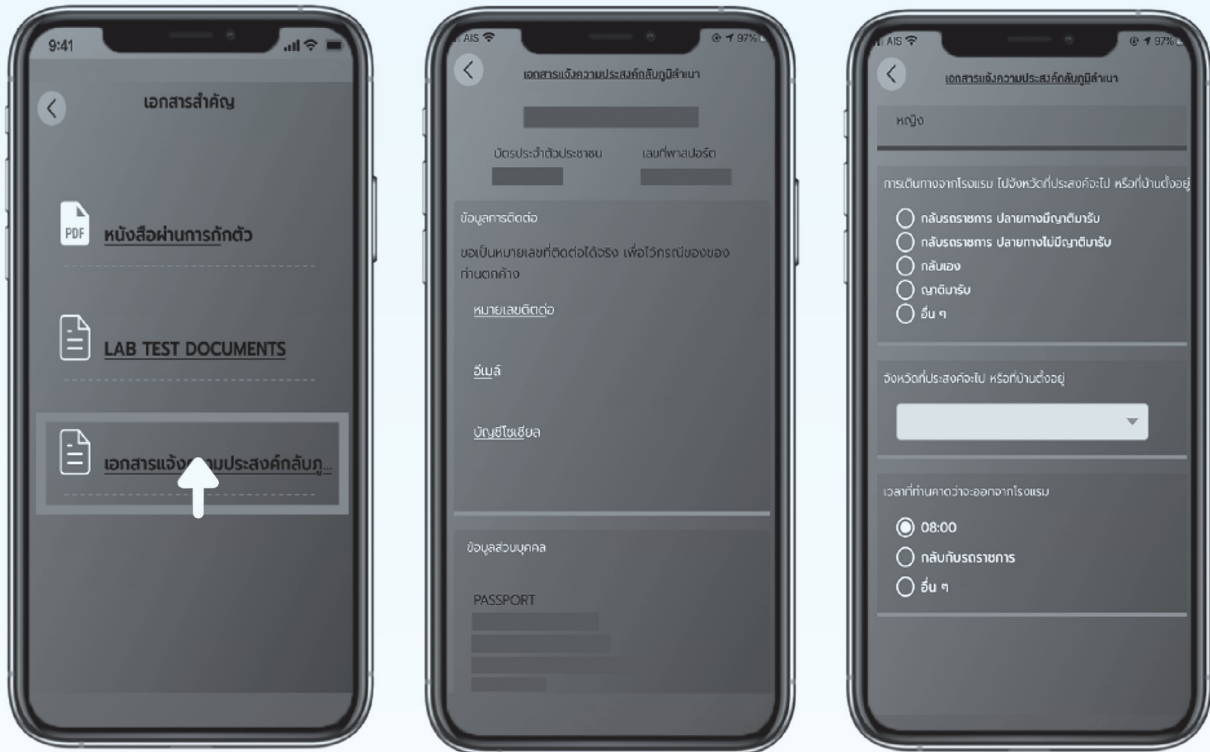 9:41
เอกสารสำคัญ
PDF
หนังสือผ่านการกักตัว
LAB TEST DOCUMENTS
เอกสารแจ้งความประสงค์กลับภู...
AIS
97%
เอกสารแจ้งความประสงค์กลับภูมิลำเนา
บัตรประจำตัวประชาชน เลขที่พาสปอร์ต
ข้อมูลการติดต่อ
ขอเป็นหมายเลขที่ติดต่อได้จริง เพื่อไว้กรณีของของ
ท่านตกค้าง
หมายเลขติดต่อ
อีเมล์
บัญชีโซเชียล
ข้อมูลส่วนบุคคล
PASSPORT
AIS
97%
เอกสารแจ้งความประสงค์กลับภูมิลำเนา
หญิง
การเดินทางจากโรงแรม ไปจังหวัดที่ประสงค์จะไป หรือที่บ้านตั้งอยู่
กลับรถราชการ ปลายทางมีญาติมารับ
กลับรถราชการ ปลายทางไม่มีญาติมารับ
กลับเอง
ญาติมารับ
อื่น ๆ
จังหวัดที่ประสงค์จะไป หรือที่บ้านตั้งอยู่
เวลาที่ท่านคาดว่าจะออกจากโรงแรม
08:00
กลับกับรถราชการ
อื่น ๆ